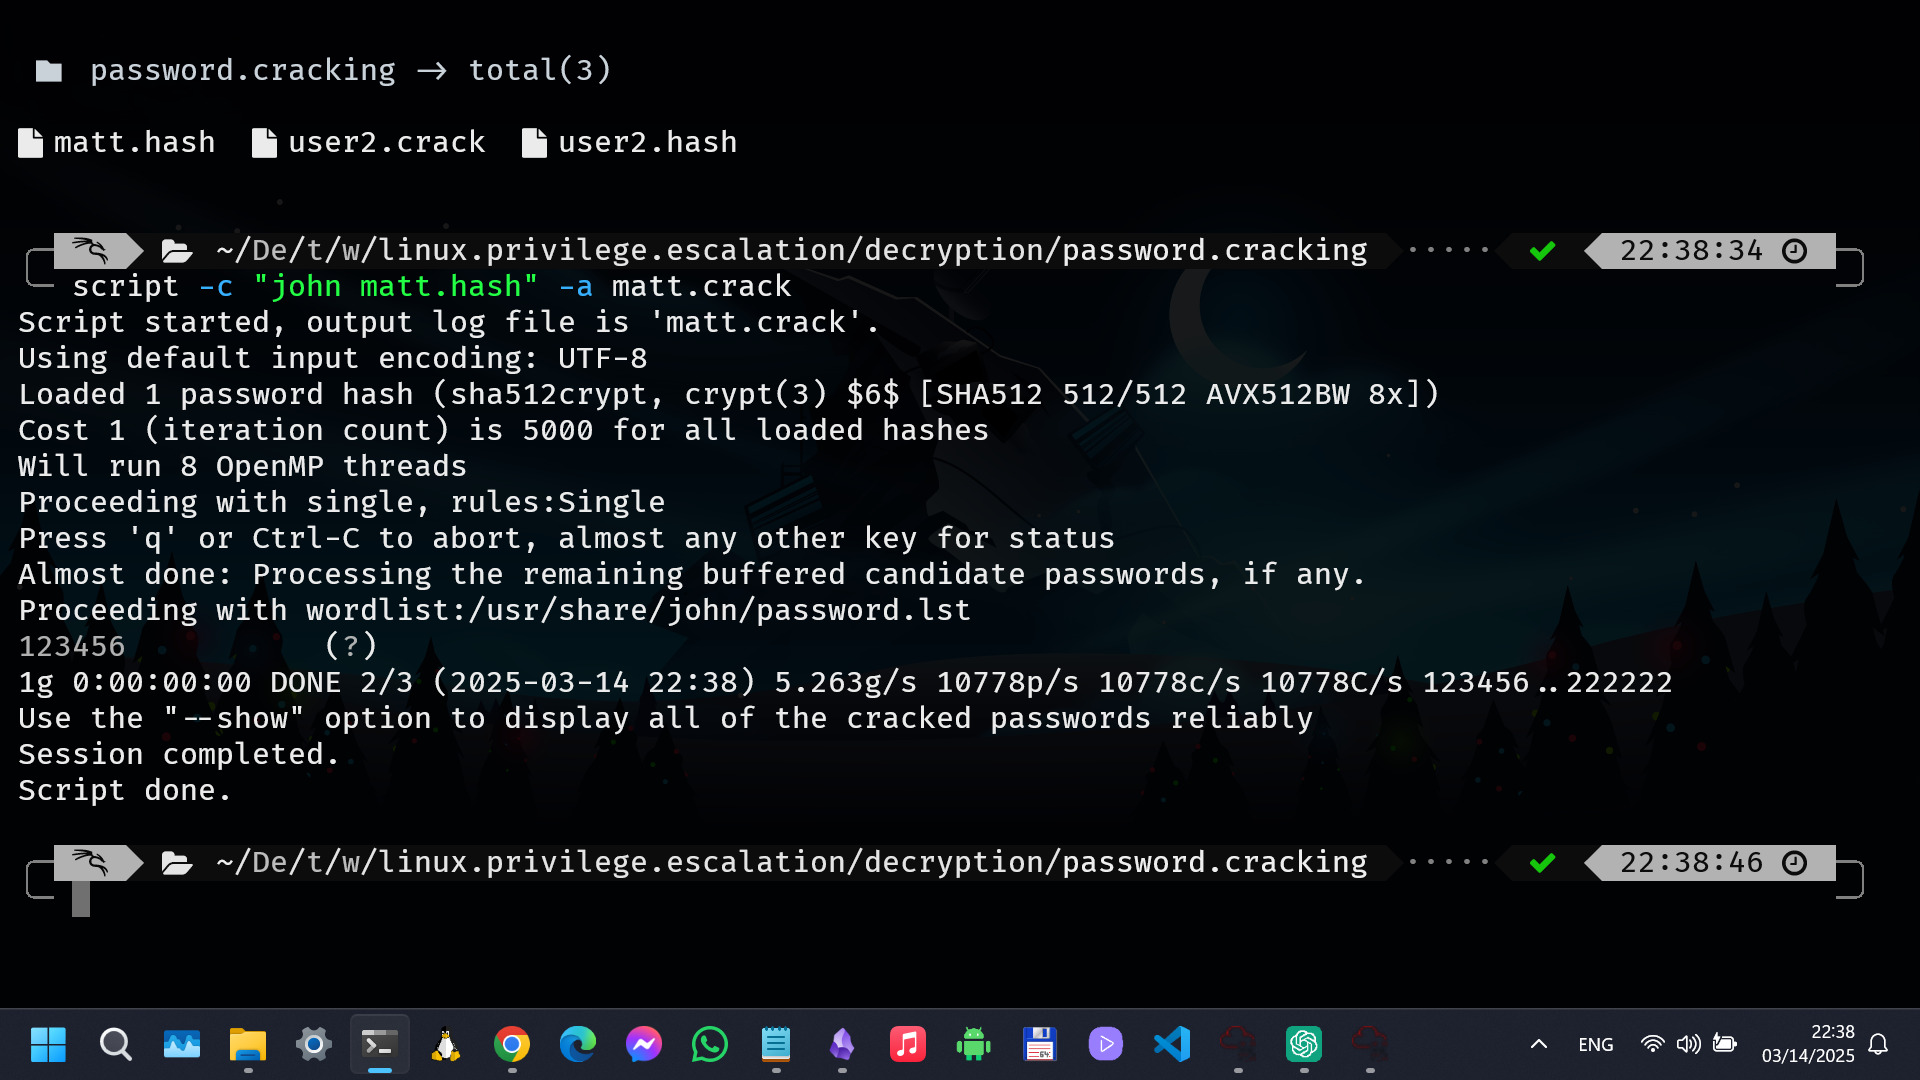 password.cracking → total(3)
matt.hash user2.crack user2.hash
~/De/t/w/linux.privilege.escalation/decryption/password.cracking ····· ✔ 22:38:34
script -c "john matt.hash" -a matt.crack
Script started, output log file is 'matt.crack'.
Using default input encoding: UTF-8
Loaded 1 password hash (sha512crypt, crypt(3) $6$ [SHA512 512/512 AVX512BW 8x])
Cost 1 (iteration count) is 5000 for all loaded hashes
Will run 8 OpenMP threads
Proceeding with single, rules:Single
Press 'q' or Ctrl-C to abort, almost any other key for status
Almost done: Processing the remaining buffered candidate passwords, if any.
Proceeding with wordlist:/usr/share/john/password.lst
123456 (?)
1g 0:00:00:00 DONE 2/3 (2025-03-14 22:38) 5.263g/s 10778p/s 10778c/s 10778C/s 123456..222222
Use the "--show" option to display all of the cracked passwords reliably
Session completed.
Script done.
~/De/t/w/linux.privilege.escalation/decryption/password.cracking ····· ✔ 22:38:46
64
ENG
22:38
03/14/2025